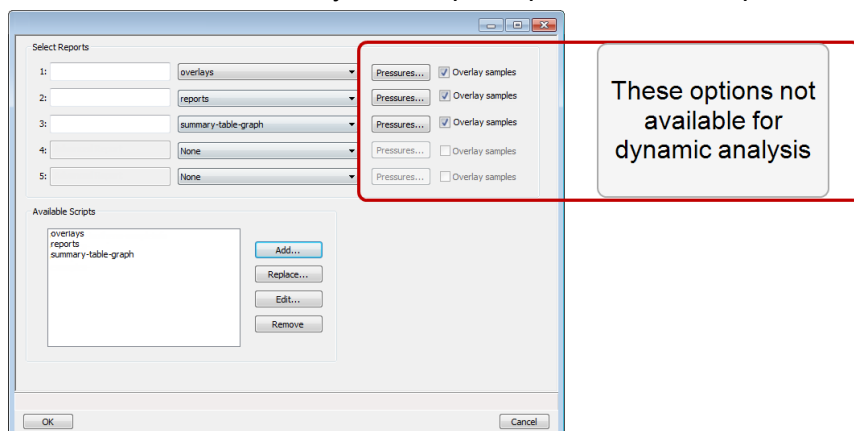 Select Reports
1: overlays Pressures... Overlay samples
2: reports Pressures... Overlay samples
3: summary-table-graph Pressures... Overlay samples
4: None Pressures... Overlay samples
5: None Pressures... Overlay samples
These options not
available for
dynamic analysis
Available Scripts
overlays
reports
summary-table-graph
Add...
Replace...
Edit...
Remove
OK Cancel